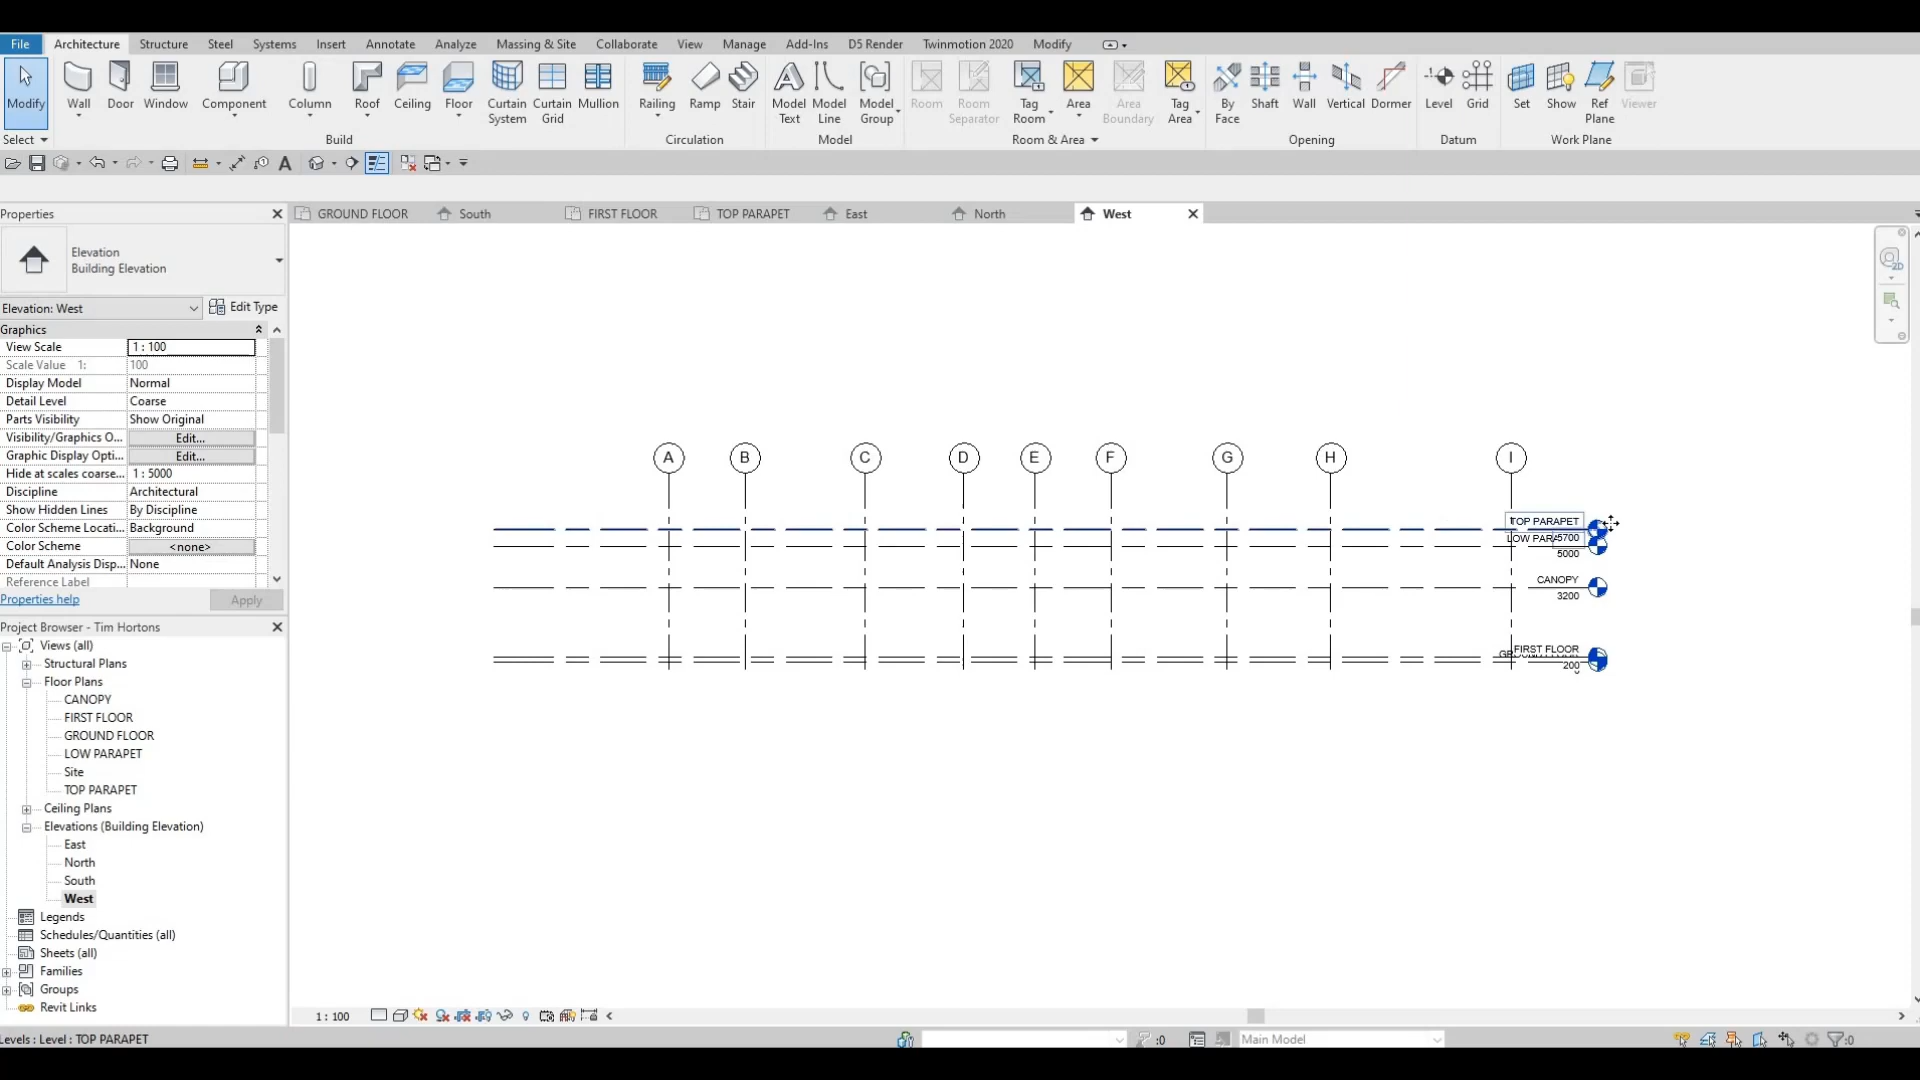 File Architecture Structure Steel Systems Insert Annotate Analyze Massing & Site Collaborate View Manage Add-Ins D5 Render Twinmotion 2020 Modify
Modify Wall Door Window Component Column Roof Ceiling Floor Curtain System Curtain Grid Mullion Railing Ramp Stair Model Text Model Line Model Group Room Room Separator Tag Room Area Area Boundary Tag Area By Face Shaft Wall Vertical Dormer Level Grid Set Show Ref Plane Viewer
Select Build Circulation Model Room & Area Opening Datum Work Plane
Properties GROUND FLOOR South FIRST FLOOR TOP PARAPET East North West
Elevation
Building Elevation
Elevation: West Edit Type
Graphics
View Scale 1 : 100
Scale Value 1: 100
Display Model Normal
Detail Level Coarse
Parts Visibility Show Original
Visibility/Graphics O... Edit...
Graphic Display Opti... Edit...
Hide at scales coarse... 1 : 5000
Discipline Architectural
Show Hidden Lines By Discipline
Color Scheme Locati... Background
Color Scheme <none>
Default Analysis Disp... None
Reference Label
Properties help Apply
Project Browser - Tim Hortons
Views (all)
Structural Plans
Floor Plans
CANOPY
FIRST FLOOR
GROUND FLOOR
LOW PARAPET
Site
TOP PARAPET
Ceiling Plans
Elevations (Building Elevation)
East
North
South
West
Legends
Schedules/Quantities (all)
Sheets (all)
Families
Groups
Revit Links
A B C D E F G H I
TOP PARAPET
5700
LOW
5000
CANOPY
3200
FIRST FLOOR
200
2D
1 : 100
Levels : Level : TOP PARAPET :0 Main Model :0